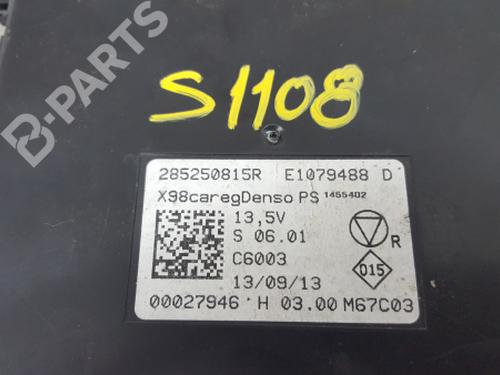 B-PARTS
S1108
285250815R E1079488 D
X98caregDenso PS 1455402
13,5V
S 06.01
R
C6003
015
13/09/13
00027946 H 03.00 M67C03